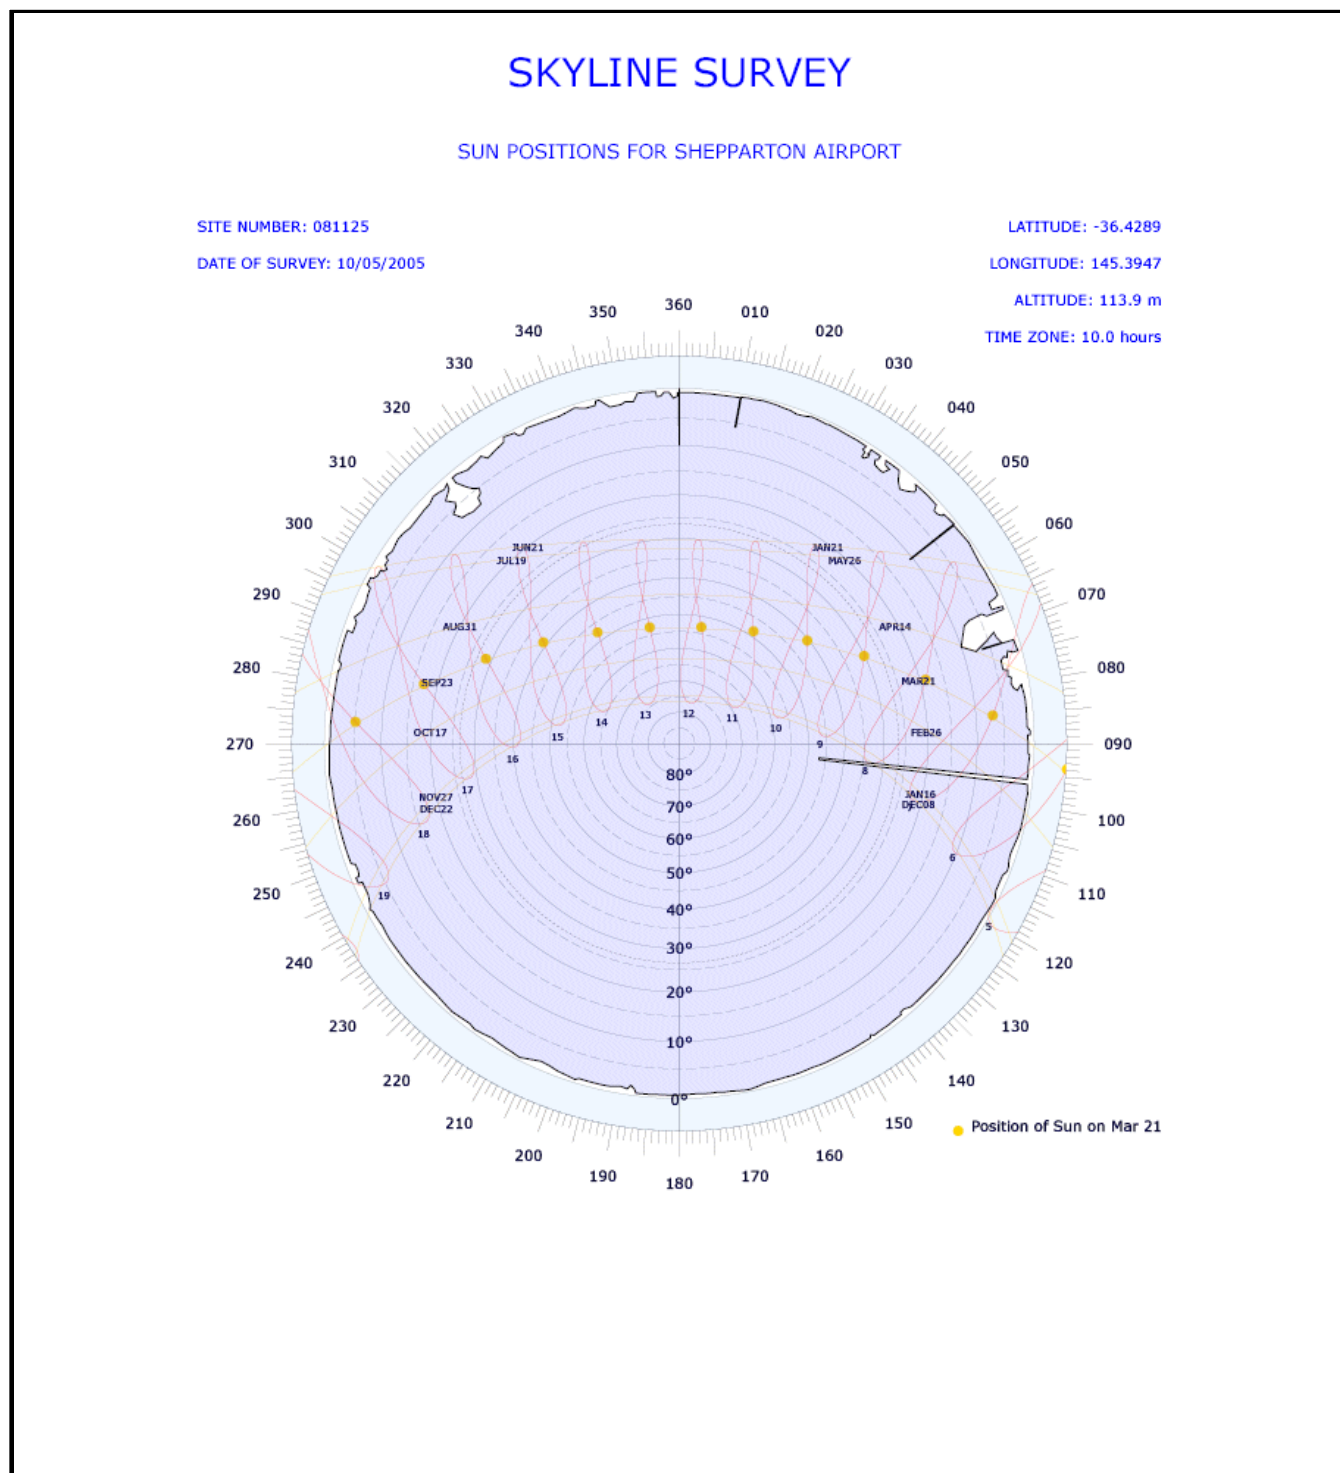 SKYLINE SURVEY
SUN POSITIONS FOR SHEPPARTON AIRPORT
SITE NUMBER: 081125
LATITUDE: -36.4289
DATE OF SURVEY: 10/05/2005
LONGITUDE: 145.3947
ALTITUDE: 113.9 m
TIME ZONE: 10.0 hours
360
350 010
340 020
330 030
320 040
310 050
300 060
290 070
280 080
270 090
260 100
250 110
240 120
230 130
220 140
210 150
200 160
190 170
180
JUN21 JAN21
JUL19 MAY26
AUG31 APR14
SEP23 MAR21
OCT17 FEB26
NOV27 JAN16
DEC22 DEC08
19 18 17 16 15 14 13 12 11 10 9 8 7 6 5
80°
70°
60°
50°
40°
30°
20°
10°
0°
Position of Sun on Mar 21